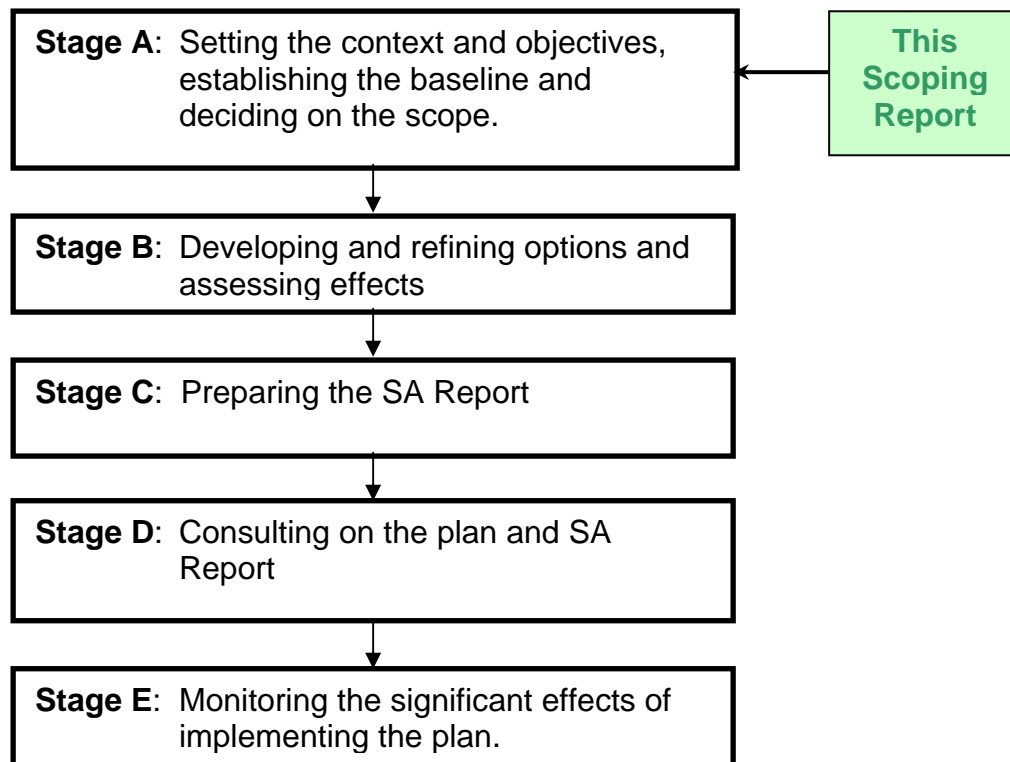 Stage A: Setting the context and objectives,
establishing the baseline and
deciding on the scope.
This
Scoping
Report
Stage B: Developing and refining options and
assessing effects
Stage C: Preparing the SA Report
Stage D: Consulting on the plan and SA
Report
Stage E: Monitoring the significant effects of
implementing the plan.